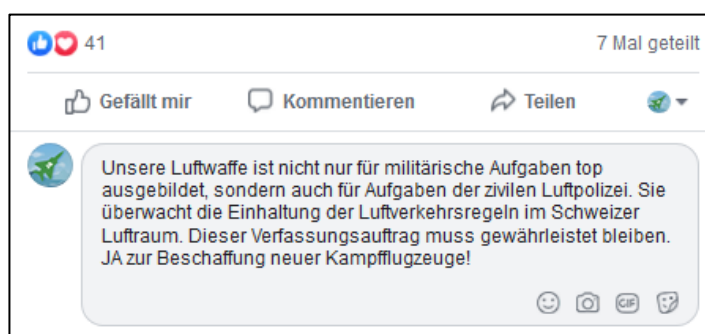 41 7 Mal geteilt
Gefällt mir Kommentieren Teilen
Unsere Luftwaffe ist nicht nur für militärische Aufgaben top
ausgebildet, sondern auch für Aufgaben der zivilen Luftpolizei. Sie
überwacht die Einhaltung der Luftverkehrsregeln im Schweizer
Luftraum. Dieser Verfassungsauftrag muss gewährleistet bleiben.
JA zur Beschaffung neuer Kampfflugzeuge!
GIF